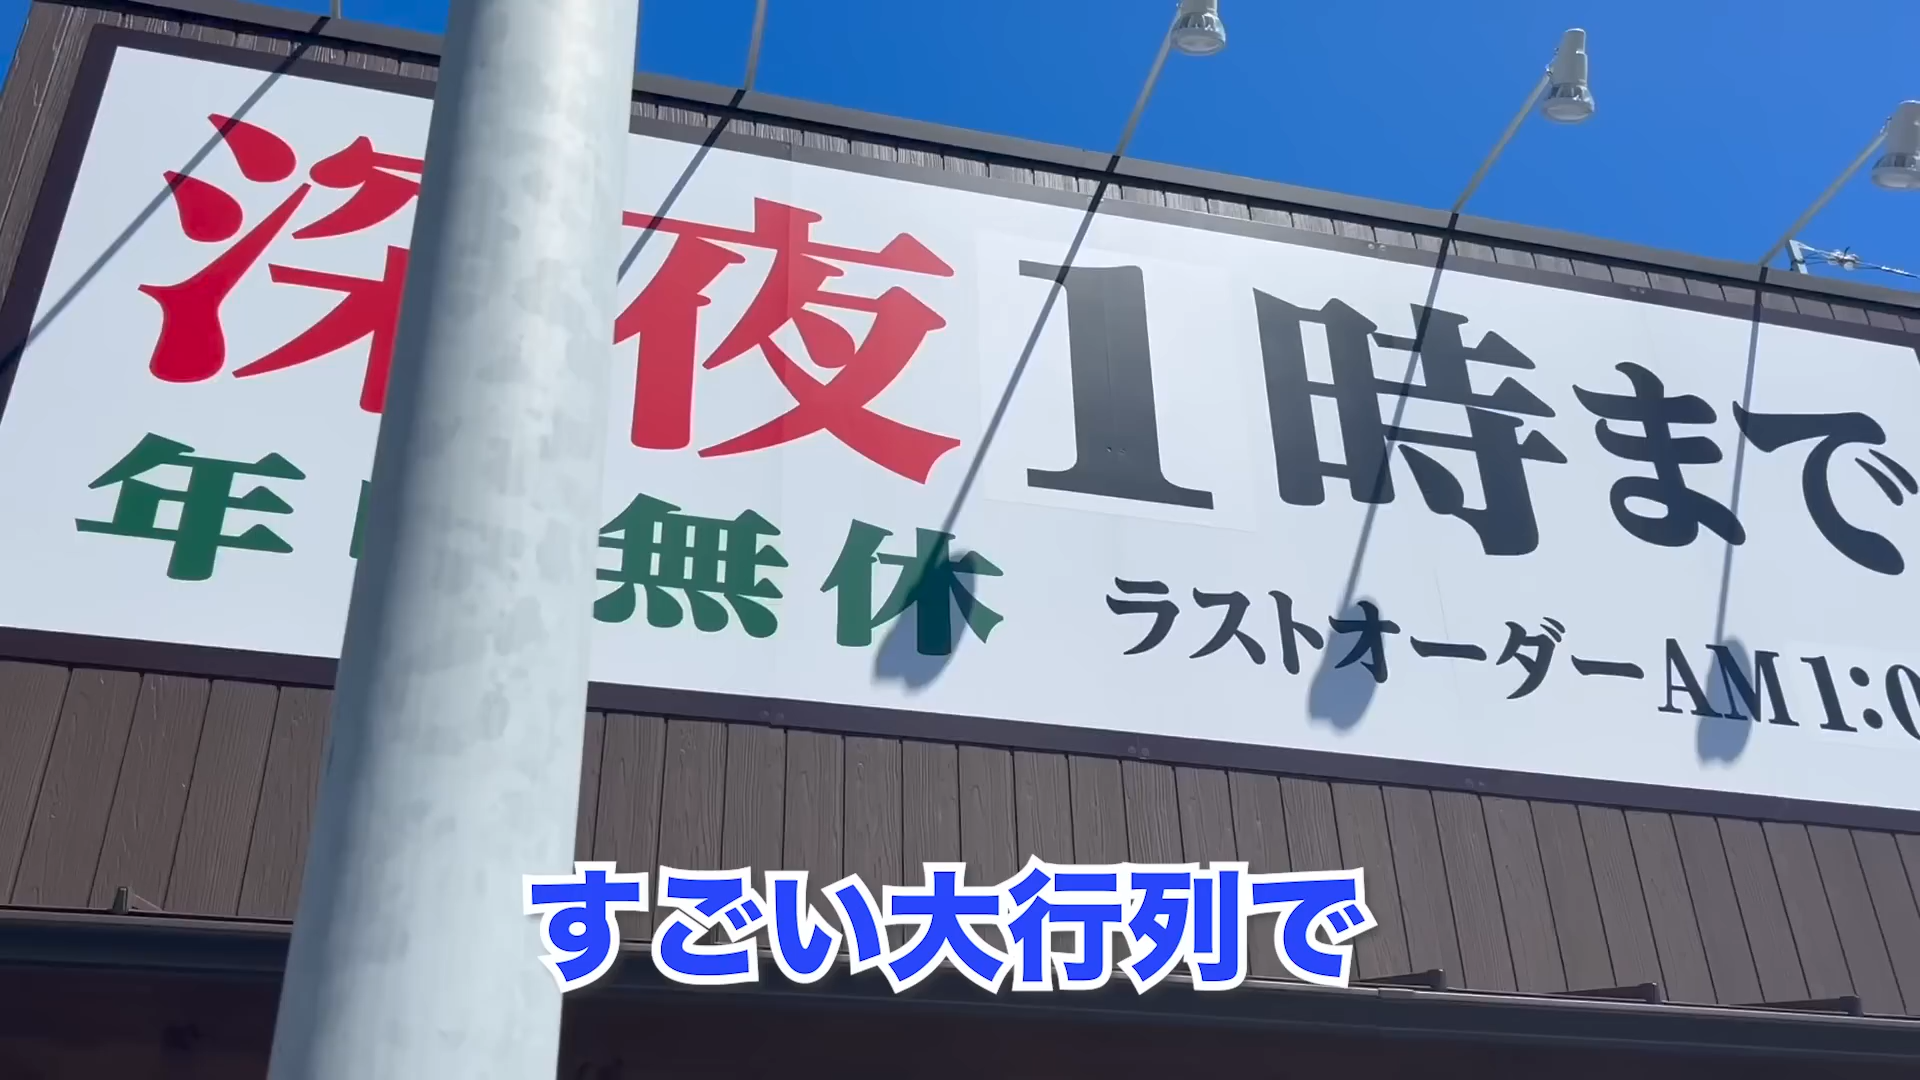 深夜1時まで
年 無休
ラストオーダーAM1:0
すごい大行列で